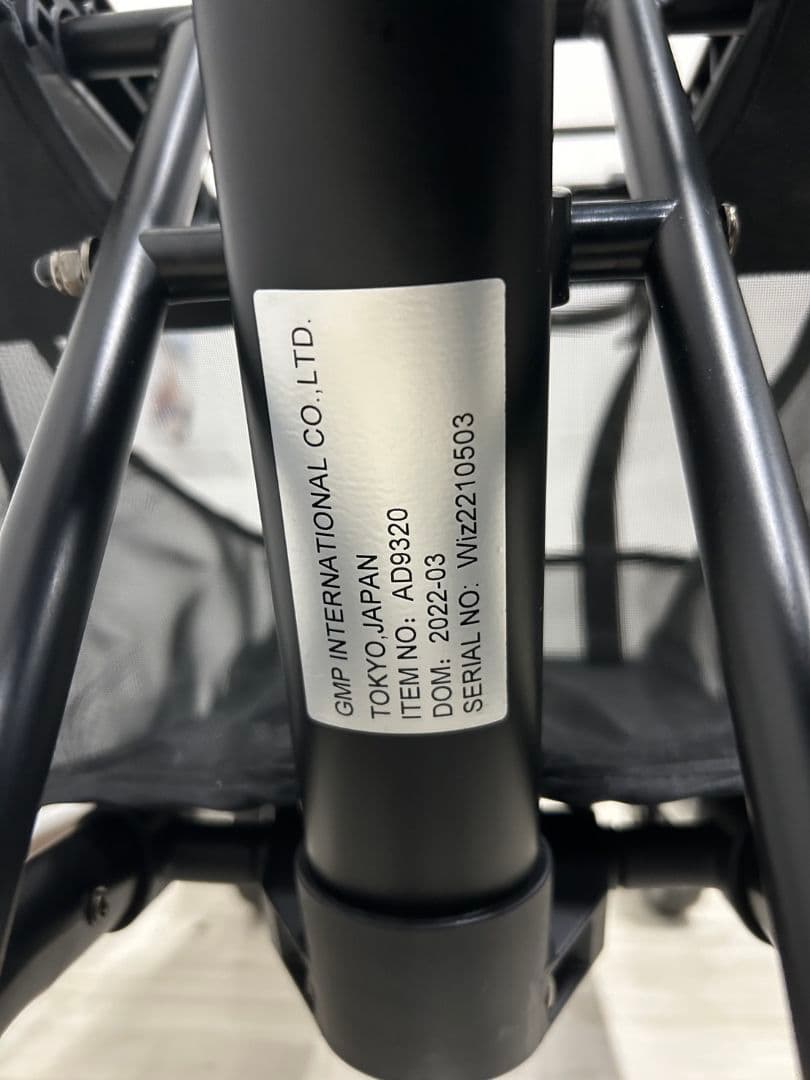 GMP INTERNATIONAL CO.,LTD.
TOKYO,JAPAN
ITEM NO: AD9320
DOM: 2022-03
SERIAL NO: Wiz2210503